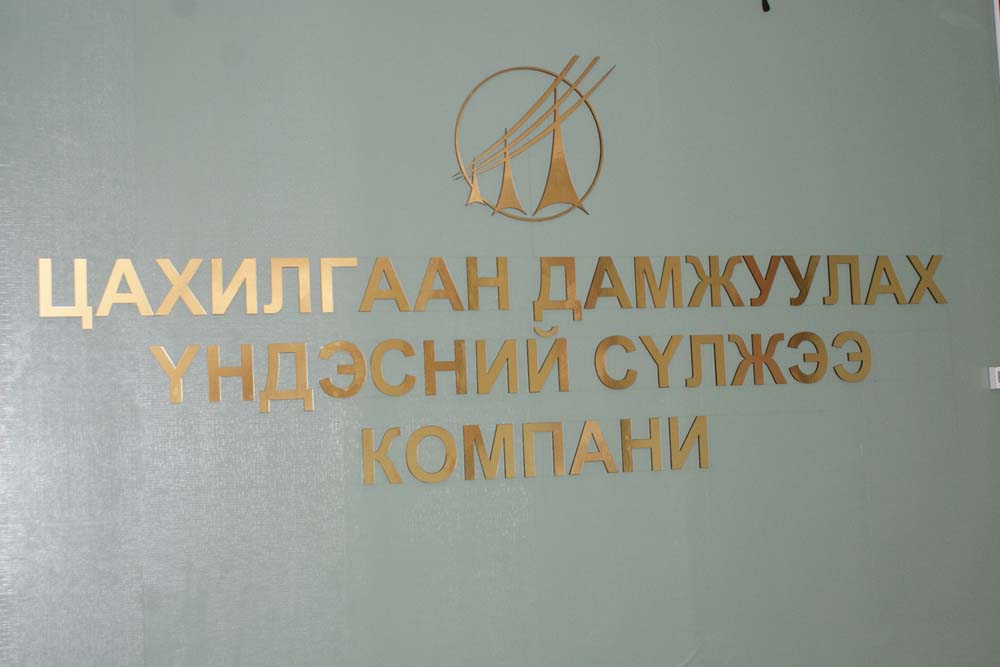 ЦАХИЛГААН ДАМЖУУЛАХ
ҮНДЭСНИЙ СҮЛЖЭЭ
КОМПАНИ